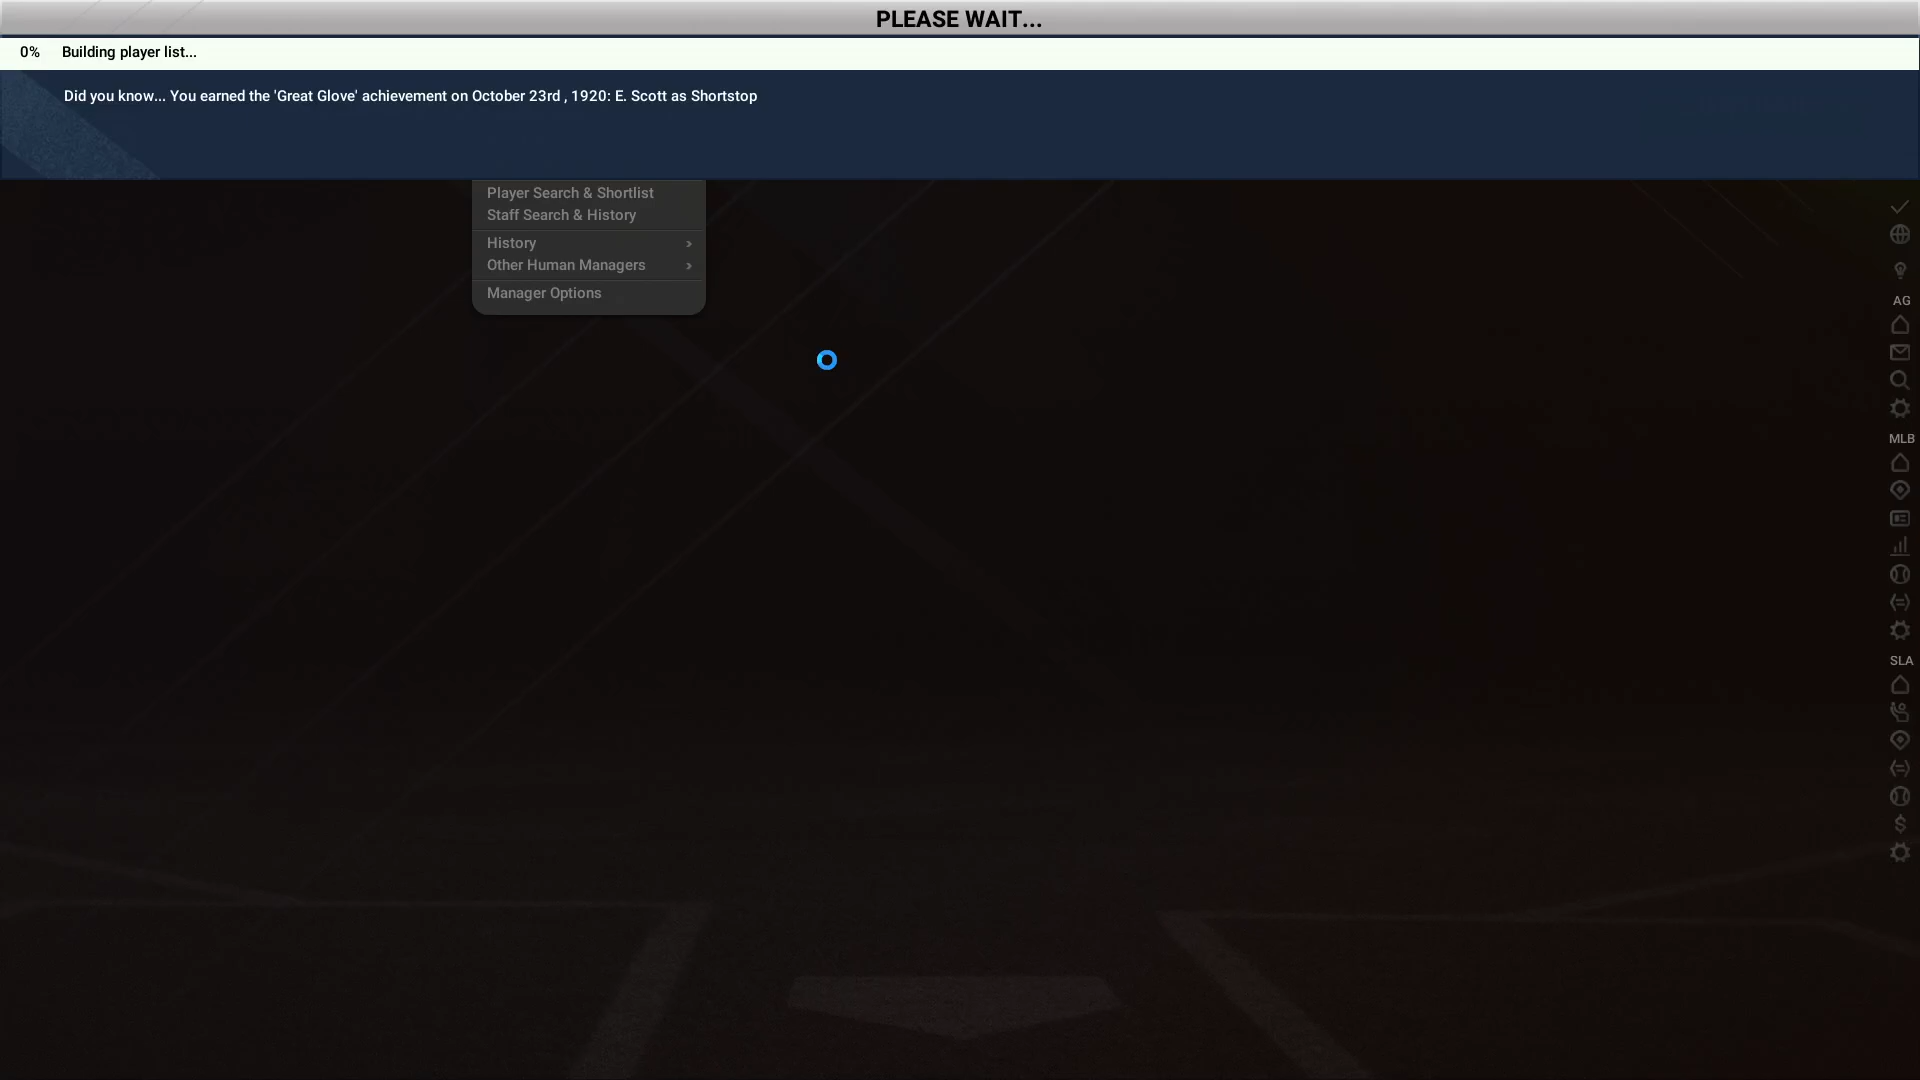 PLEASE WAIT...
0% Building player list...
Did you know... You earned the 'Great Glove' achievement on October 23rd , 1920: E. Scott as Shortstop
Player Search & Shortlist
Staff Search & History
History
Other Human Managers
Manager Options
AG
MLB
SLA